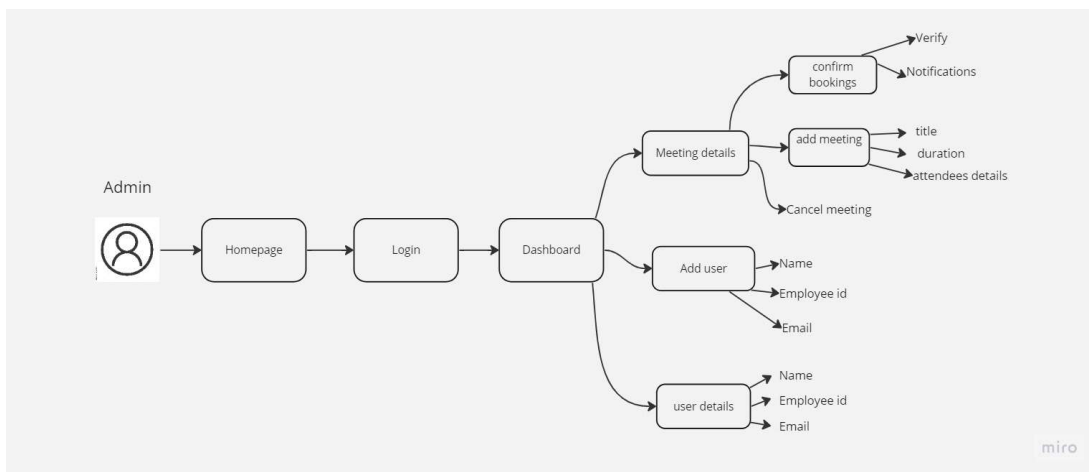 Admin
Homepage
Login
Dashboard
Meeting details
confirm
bookings
Verify
Notifications
add meeting
title
duration
attendees details
Cancel meeting
Add user
Name
Employee id
Email
user details
Name
Employee id
Email
miro